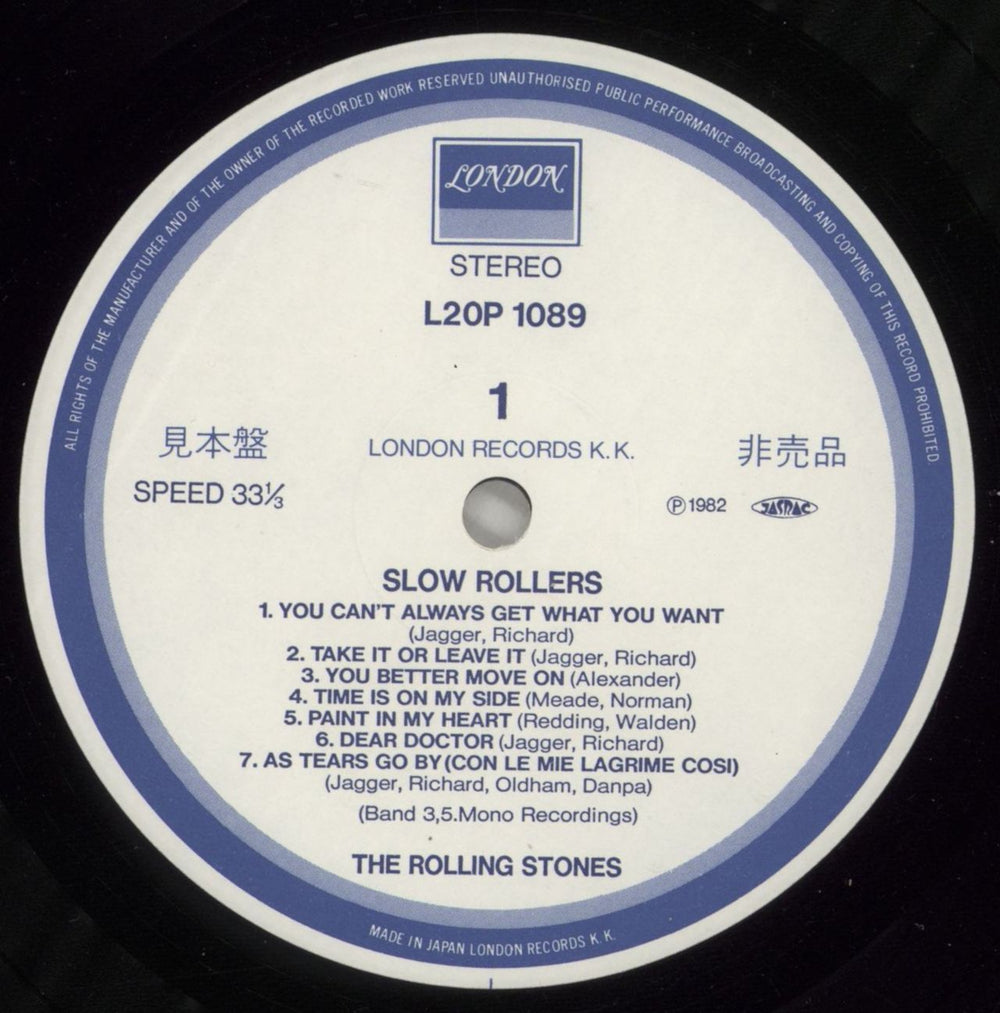 ALL RIGHTS OF THE MANUFACTURER AND OF THE OWNER OF THE RECORDED WORK RESERVED UNAUTHORISED PUBLIC PERFORMANCE BROADCASTING AND COPYING OF THIS RECORD PROHIBITED
LONDON
STEREO
L20P 1089
1
見本盤
LONDON RECORDS K.K.
非売品
SPEED 33⅓
Ⓟ1982 JASRAC
SLOW ROLLERS
1. YOU CAN'T ALWAYS GET WHAT YOU WANT
(Jagger, Richard)
2. TAKE IT OR LEAVE IT (Jagger, Richard)
3. YOU BETTER MOVE ON (Alexander)
4. TIME IS ON MY SIDE (Meade, Norman)
5. PAINT IN MY HEART (Redding, Walden)
6. DEAR DOCTOR (Jagger, Richard)
7. AS TEARS GO BY(CON LE MIE LAGRIME COSI)
(Jagger, Richard, Oldham, Danpa)
(Band 3,5.Mono Recordings)
THE ROLLING STONES
MADE IN JAPAN LONDON RECORDS K.K.